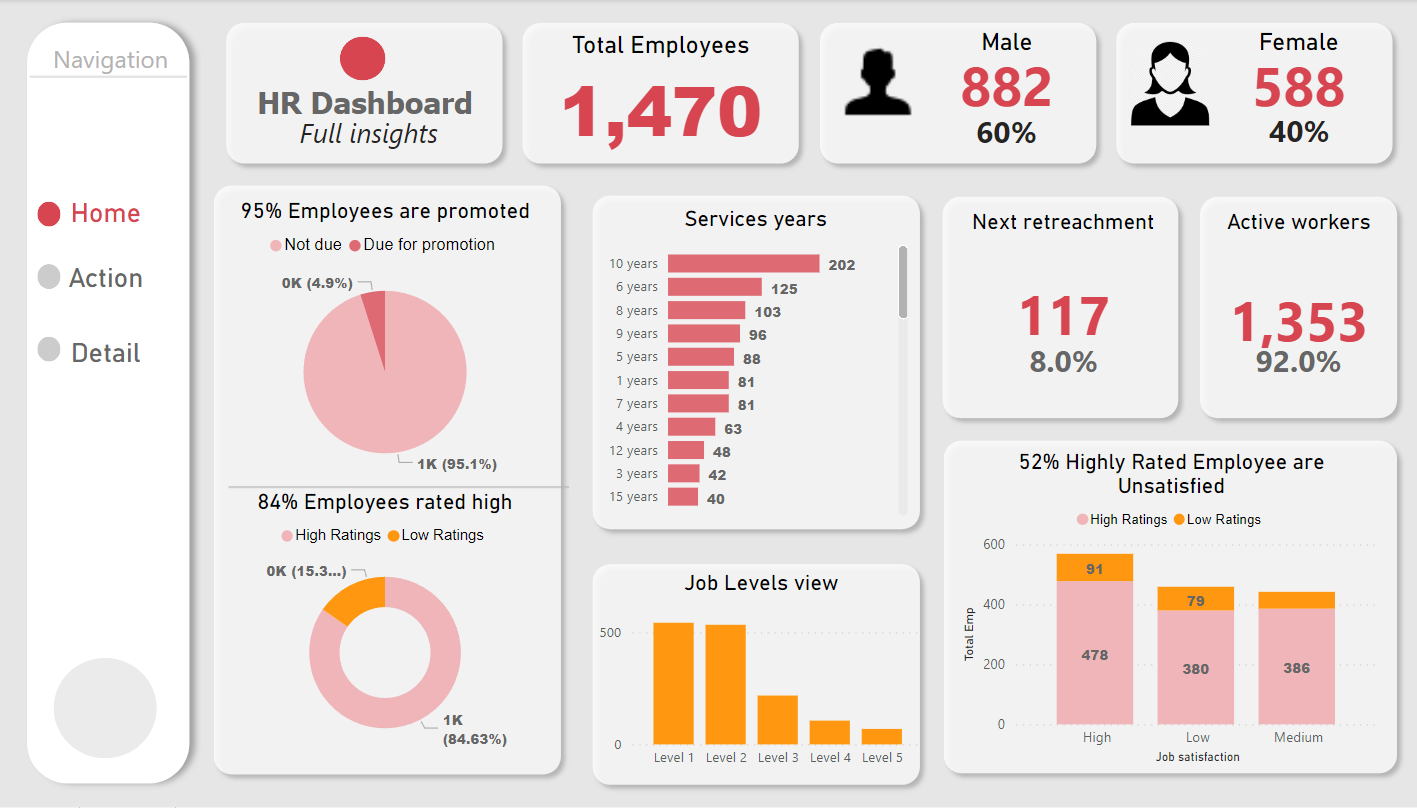 Navigation
Home
Action
Detail
HR Dashboard
Full insights
Total Employees
1,470
Male
882
60%
Female
588
40%
95% Employees are promoted
Not due Due for promotion
0K (4.9%)
1K (95.1%)
84% Employees rated high
High Ratings Low Ratings
0K (15.3...)
1K
(84.63%)
Services years
10 years 202
6 years 125
8 years 103
9 years 96
5 years 88
1 years 81
7 years 81
4 years 63
12 years 48
3 years 42
15 years 40
Job Levels view
500
0
Level 1 Level 2 Level 3 Level 4 Level 5
Next retreachment
117
8.0%
Active workers
1,353
92.0%
52% Highly Rated Employee are
Unsatisfied
High Ratings Low Ratings
Total Emp
600
400
200
0
91
478
79
380
386
High Low Medium
Job satisfaction